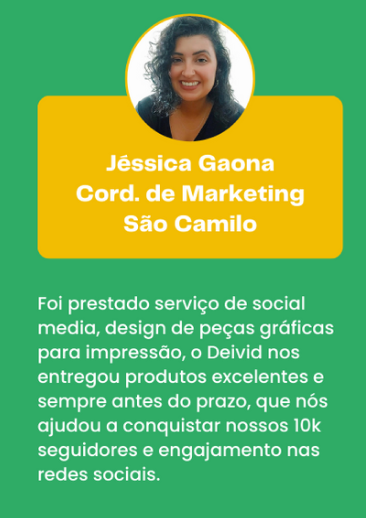 Jéssica Gaona
Cord. de Marketing
São Camilo
Foi prestado serviço de social
media, design de peças gráficas
para impressão, o Deivid nos
entregou produtos excelentes e
sempre antes do prazo, que nós
ajudou a conquistar nossos 10k
seguidores e engajamento nas
redes sociais.